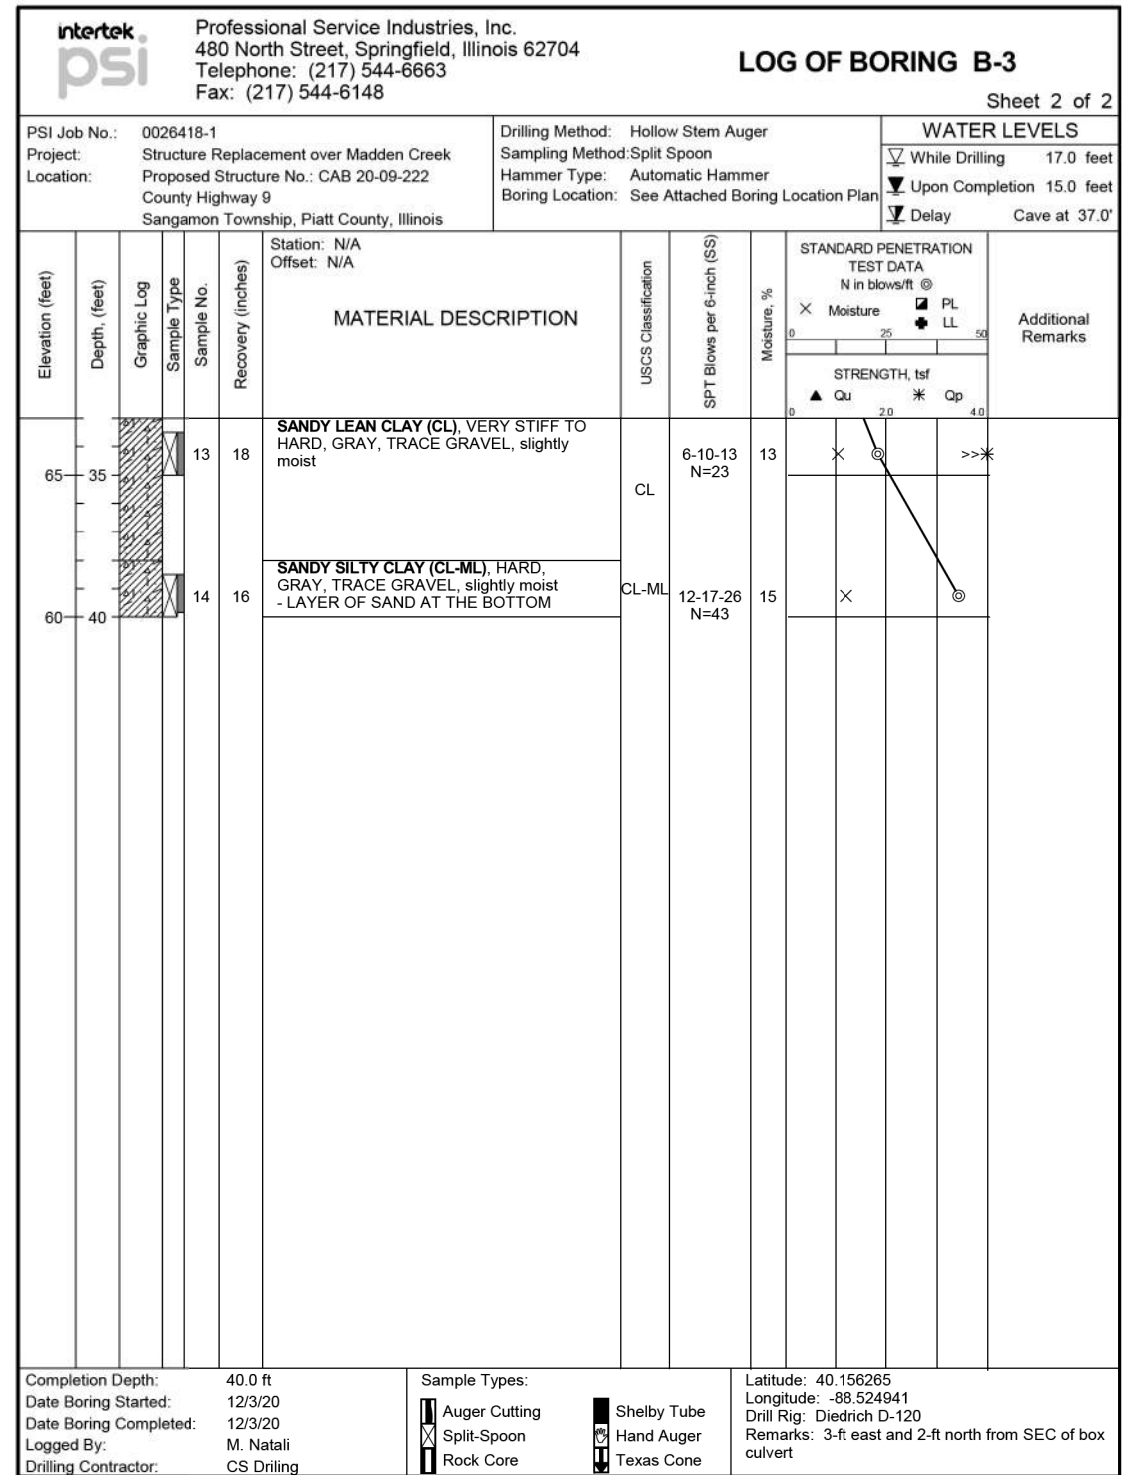 intertek
psi
Professional Service Industries, Inc.
480 North Street, Springfield, Illinois 62704
Telephone: (217) 544-6663
Fax: (217) 544-6148
LOG OF BORING B-3
Sheet 2 of 2
PSI Job No.: 0026418-1
Project: Structure Replacement over Madden Creek
Location: Proposed Structure No.: CAB 20-09-222
County Highway 9
Sangamon Township, Piatt County, Illinois
Drilling Method: Hollow Stem Auger
Sampling Method:Split Spoon
Hammer Type: Automatic Hammer
Boring Location: See Attached Boring Location Plan
WATER LEVELS
While Drilling 17.0 feet
Upon Completion 15.0 feet
Delay Cave at 37.0'
Elevation (feet)
Depth, (feet)
Graphic Log
Sample Type
Sample No.
Recovery (inches)
Station: N/A
Offset: N/A
MATERIAL DESCRIPTION
USCS Classification
SPT Blows per 6-inch (SS)
Moisture, %
STANDARD PENETRATION
TEST DATA
N in blows/ft ◎
× Moisture PL
LL
0 25 50
STRENGTH, tsf
▲ Qu ✳ Qp
0 2.0 4.0
Additional
Remarks
SANDY LEAN CLAY (CL), VERY STIFF TO
HARD, GRAY, TRACE GRAVEL, slightly
moist
13 18
6-10-13
N=23
13
>>✳
65 35
CL
SANDY SILTY CLAY (CL-ML), HARD,
GRAY, TRACE GRAVEL, slightly moist
- LAYER OF SAND AT THE BOTTOM
14 16
CL-ML
12-17-26
N=43
15
60 40
Completion Depth: 40.0 ft
Date Boring Started: 12/3/20
Date Boring Completed: 12/3/20
Logged By: M. Natali
Drilling Contractor: CS Driling
Sample Types:
Auger Cutting
Split-Spoon
Rock Core
Shelby Tube
Hand Auger
Texas Cone
Latitude: 40.156265
Longitude: -88.524941
Drill Rig: Diedrich D-120
Remarks: 3-ft east and 2-ft north from SEC of box
culvert